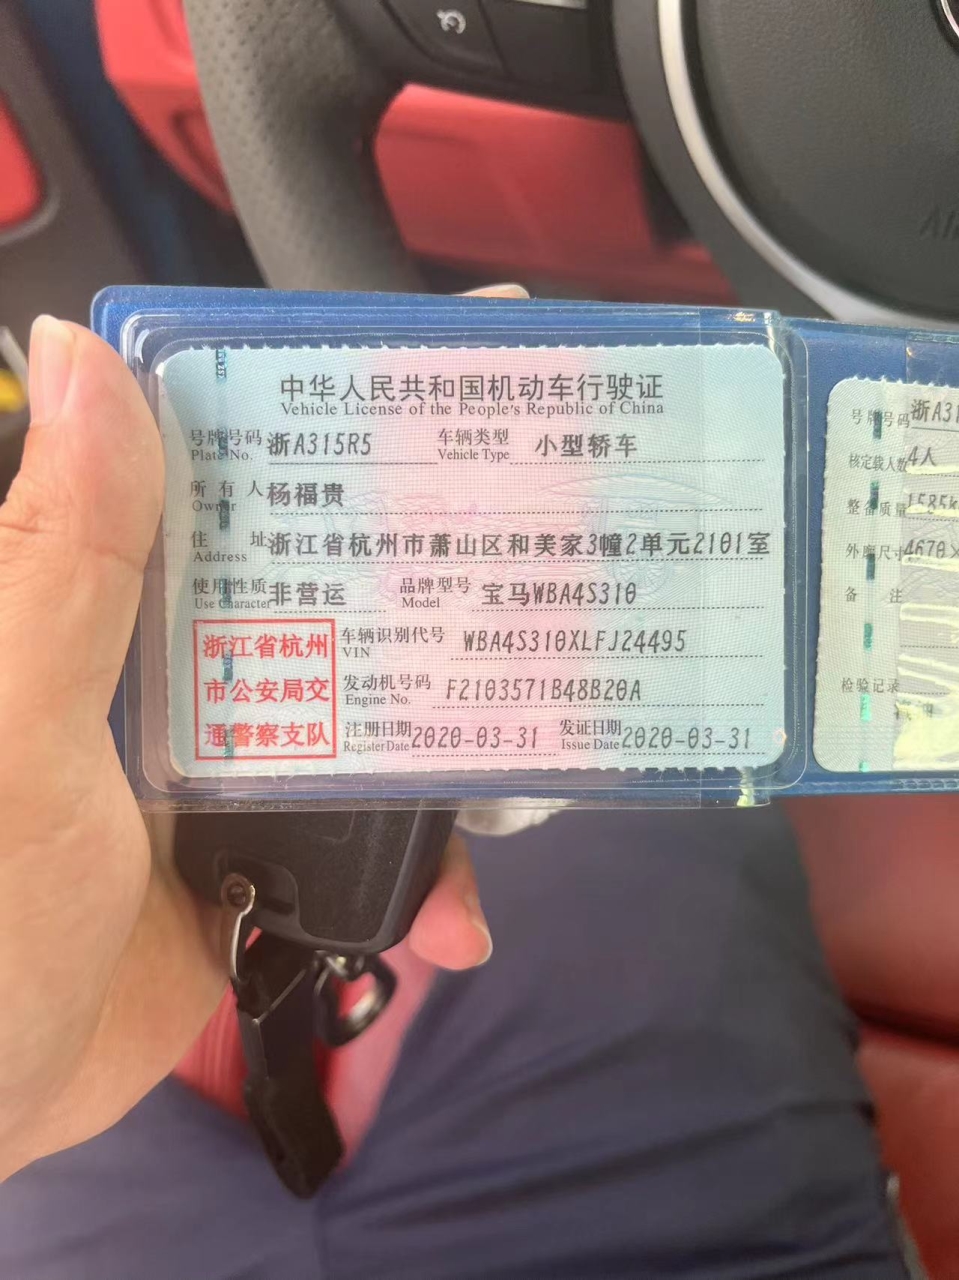 中华人民共和国机动车行驶证
Vehicle License of the People's Republic of China
号牌号码 浙A315R5 车辆类型 小型轿车
Plate No. Vehicle Type
所有人 杨福贵
Owner
住址 浙江省杭州市萧山区和美家3幢2单元2101室
Address
使用性质 非营运 品牌型号 宝马WBA4S310
Use Character Model
浙江省杭州
市公安局交
通警察支队
车辆识别代号 WBA4S310XLFJ24495
VIN
发动机号码 F2103571B48B20A
Engine No.
注册日期 2020-03-31 发证日期 2020-03-31
Register Date Issue Date
号牌号码 浙A31
核定载人数 4人
整备质量 1585k
外廓尺寸 4670×
备注
检验记录